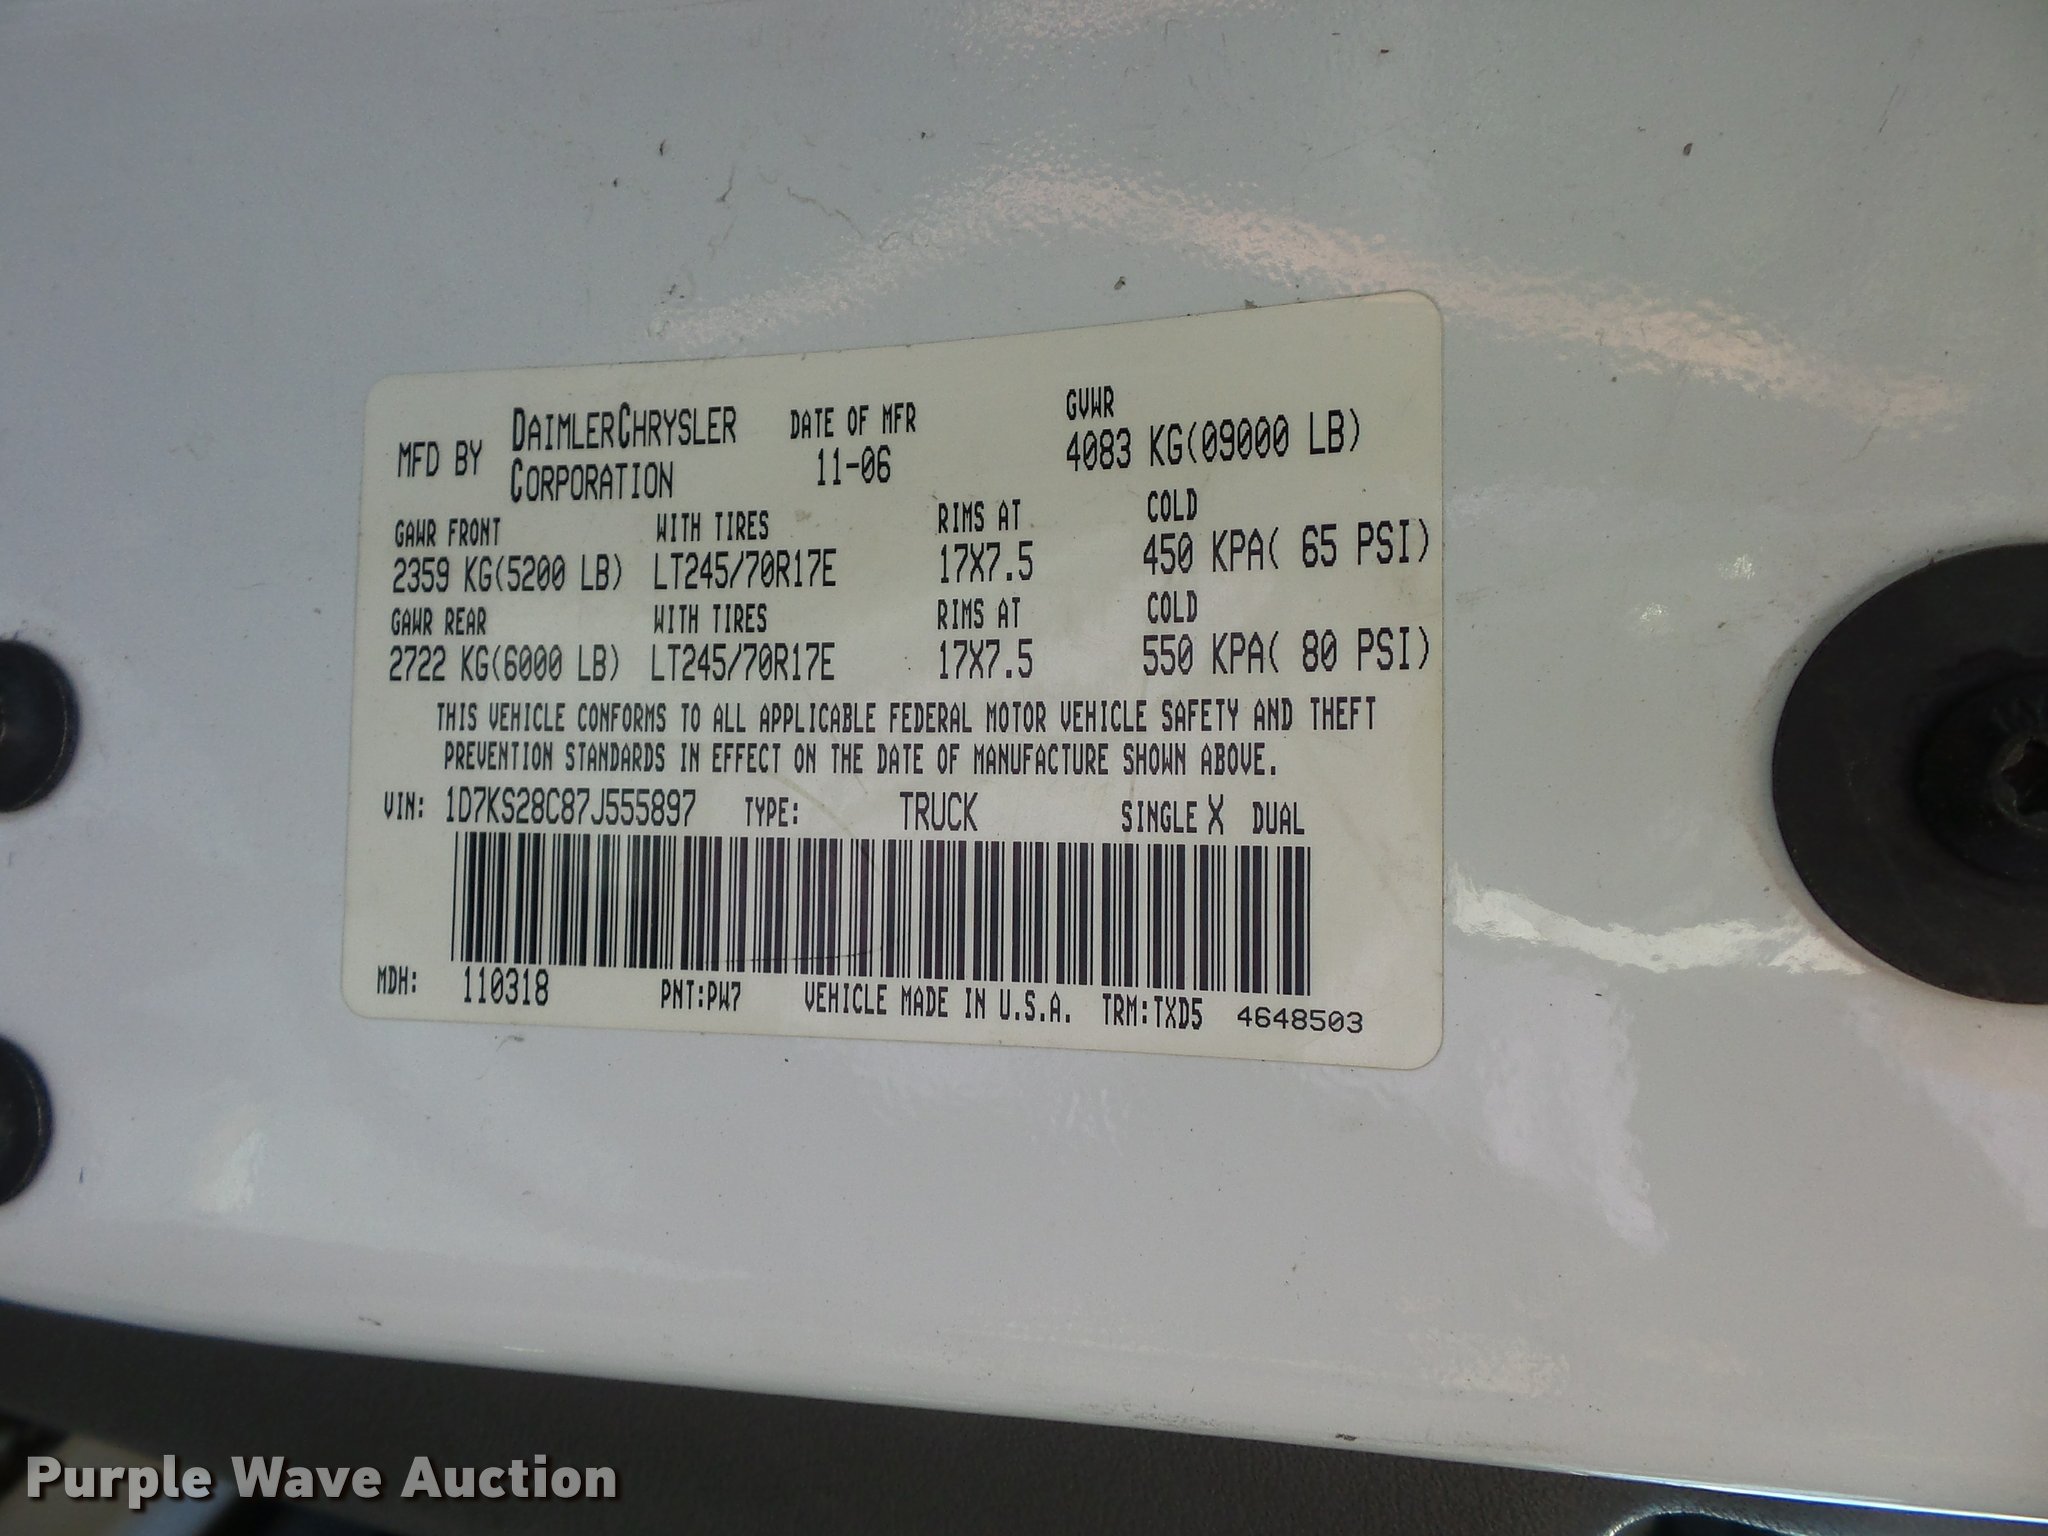 MFD BY DAIMLERCHRYSLER CORPORATION DATE OF MFR 11-06 GVWR 4083 KG(09000 LB)
GAWR FRONT WITH TIRES RIMS AT COLD
2359 KG(5200 LB) LT245/70R17E 17X7.5 450 KPA( 65 PSI)
GAWR REAR WITH TIRES RIMS AT COLD
2722 KG(6000 LB) LT245/70R17E 17X7.5 550 KPA( 80 PSI)
THIS VEHICLE CONFORMS TO ALL APPLICABLE FEDERAL MOTOR VEHICLE SAFETY AND THEFT
PREVENTION STANDARDS IN EFFECT ON THE DATE OF MANUFACTURE SHOWN ABOVE.
VIN: 1D7KS28C87J555897 TYPE: TRUCK SINGLE X DUAL
MDH: 110318 PNT:PW7 VEHICLE MADE IN U.S.A. TRM:TXD5 4648503
Purple Wave Auction